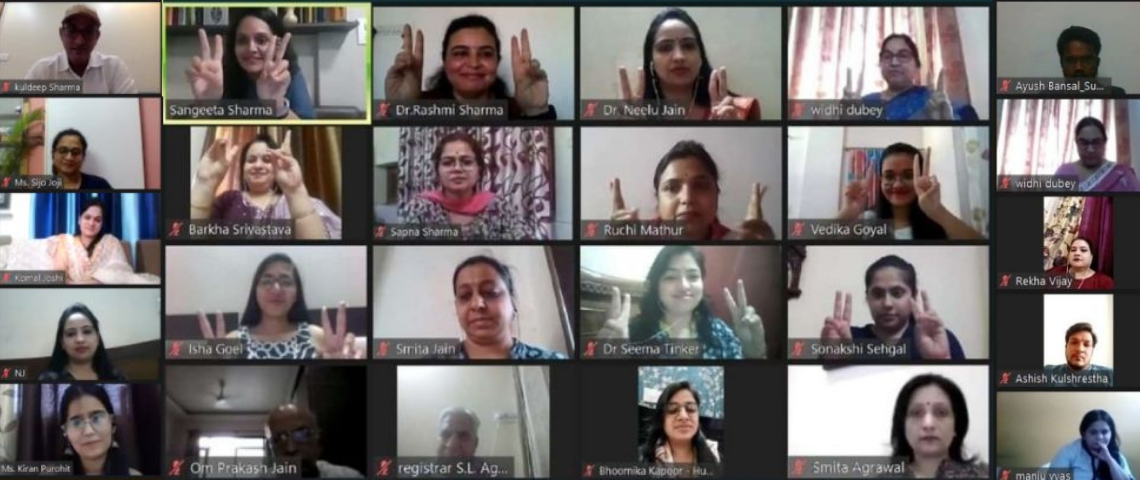 kuldeep Sharma
Sangeeta Sharma
Dr.Rashmi Sharma
Dr. Neelu Jain
widhi dubey
Ayush Bansal_Su...
Ms. Sijo Joji
Barkha Srivastava
Sapna Sharma
Ruchi Mathur
Vedika Goyal
widhi dubey
Komal Joshi
Isha Goel
Smita Jain
Dr Seema Tinker
Sonakshi Sehgal
Rekha Vijay
NJ
Ashish Kulshrestha
Ms. Kiran Purohit
Om Prakash Jain
registrar S.L. Ag...
Bhoomika Kapoor - Hu...
Smita Agrawal
manju vyas